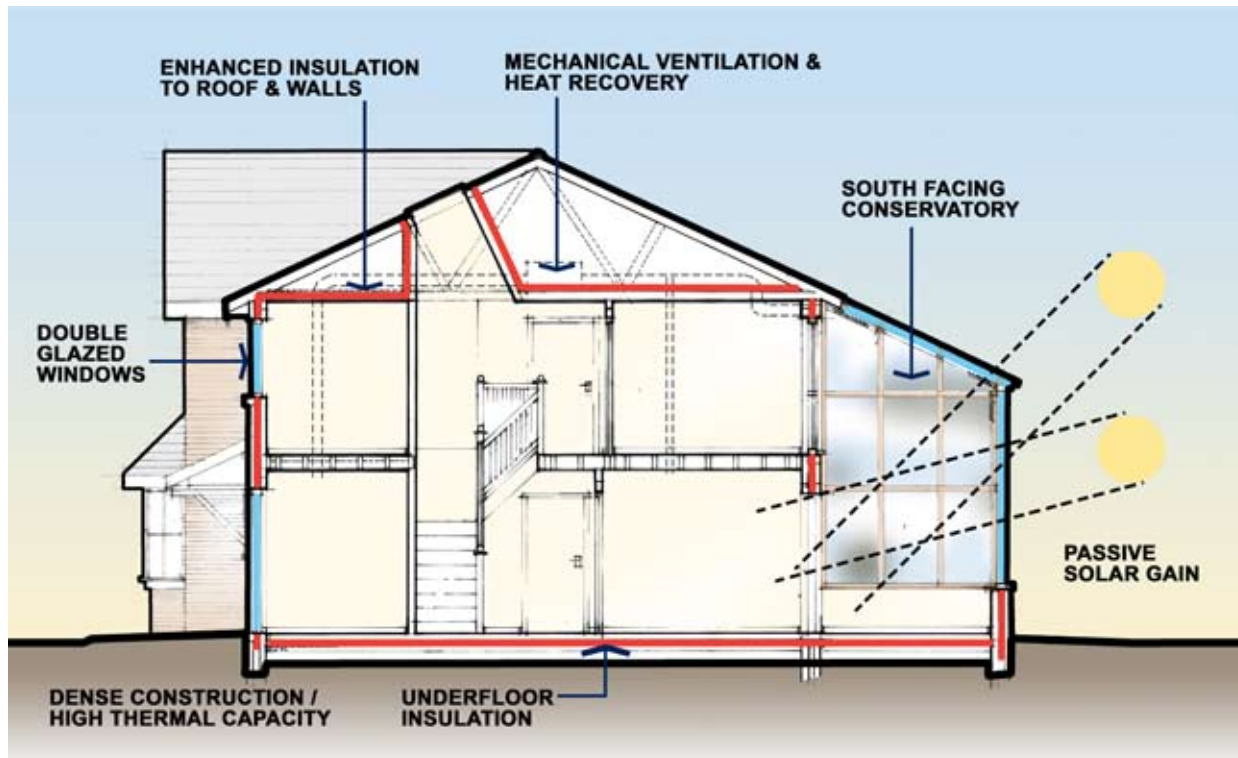 ENHANCED INSULATION
TO ROOF & WALLS
MECHANICAL VENTILATION &
HEAT RECOVERY
SOUTH FACING
CONSERVATORY
DOUBLE
GLAZED
WINDOWS
PASSIVE
SOLAR GAIN
DENSE CONSTRUCTION /
HIGH THERMAL CAPACITY
UNDERFLOOR
INSULATION